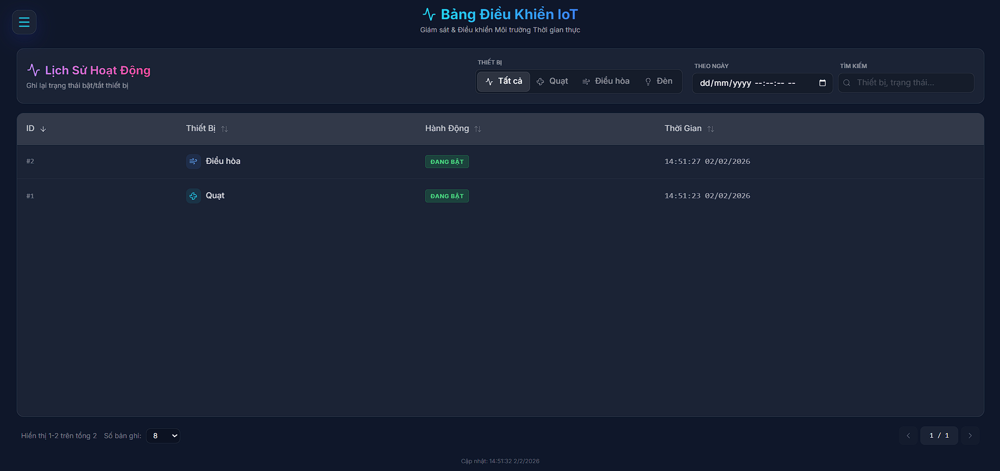 Bảng Điều Khiển IoT
Giám sát & Điều khiển Môi trường Thời gian thực
Lịch Sử Hoạt Động
Ghi lại trạng thái bật/tắt thiết bị
THIẾT BỊ
Tất cả Quạt Điều hòa Đèn
THEO NGÀY
dd/mm/yyyy --:--:-- --
TÌM KIẾM
Thiết bị, trạng thái...
ID Thiết Bị Hành Động Thời Gian
#2 Điều hòa ĐANG BẬT 14:51:27 02/02/2026
#1 Quạt ĐANG BẬT 14:51:23 02/02/2026
Hiển thị 1-2 trên tổng 2 Số bản ghi: 8 1 / 1
Cập nhật: 14:51:32 2/2/2026